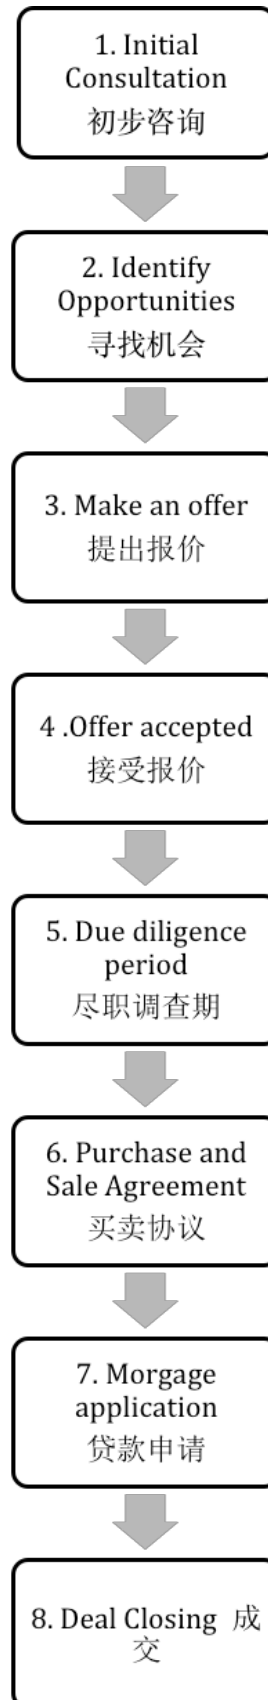 1. Initial
Consultation
初步咨询
2. Identify
Opportunities
寻找机会
3. Make an offer
提出报价
4 .Offer accepted
接受报价
5. Due diligence
period
尽职调查期
6. Purchase and
Sale Agreement
买卖协议
7. Morgage
application
贷款申请
8. Deal Closing 成
交